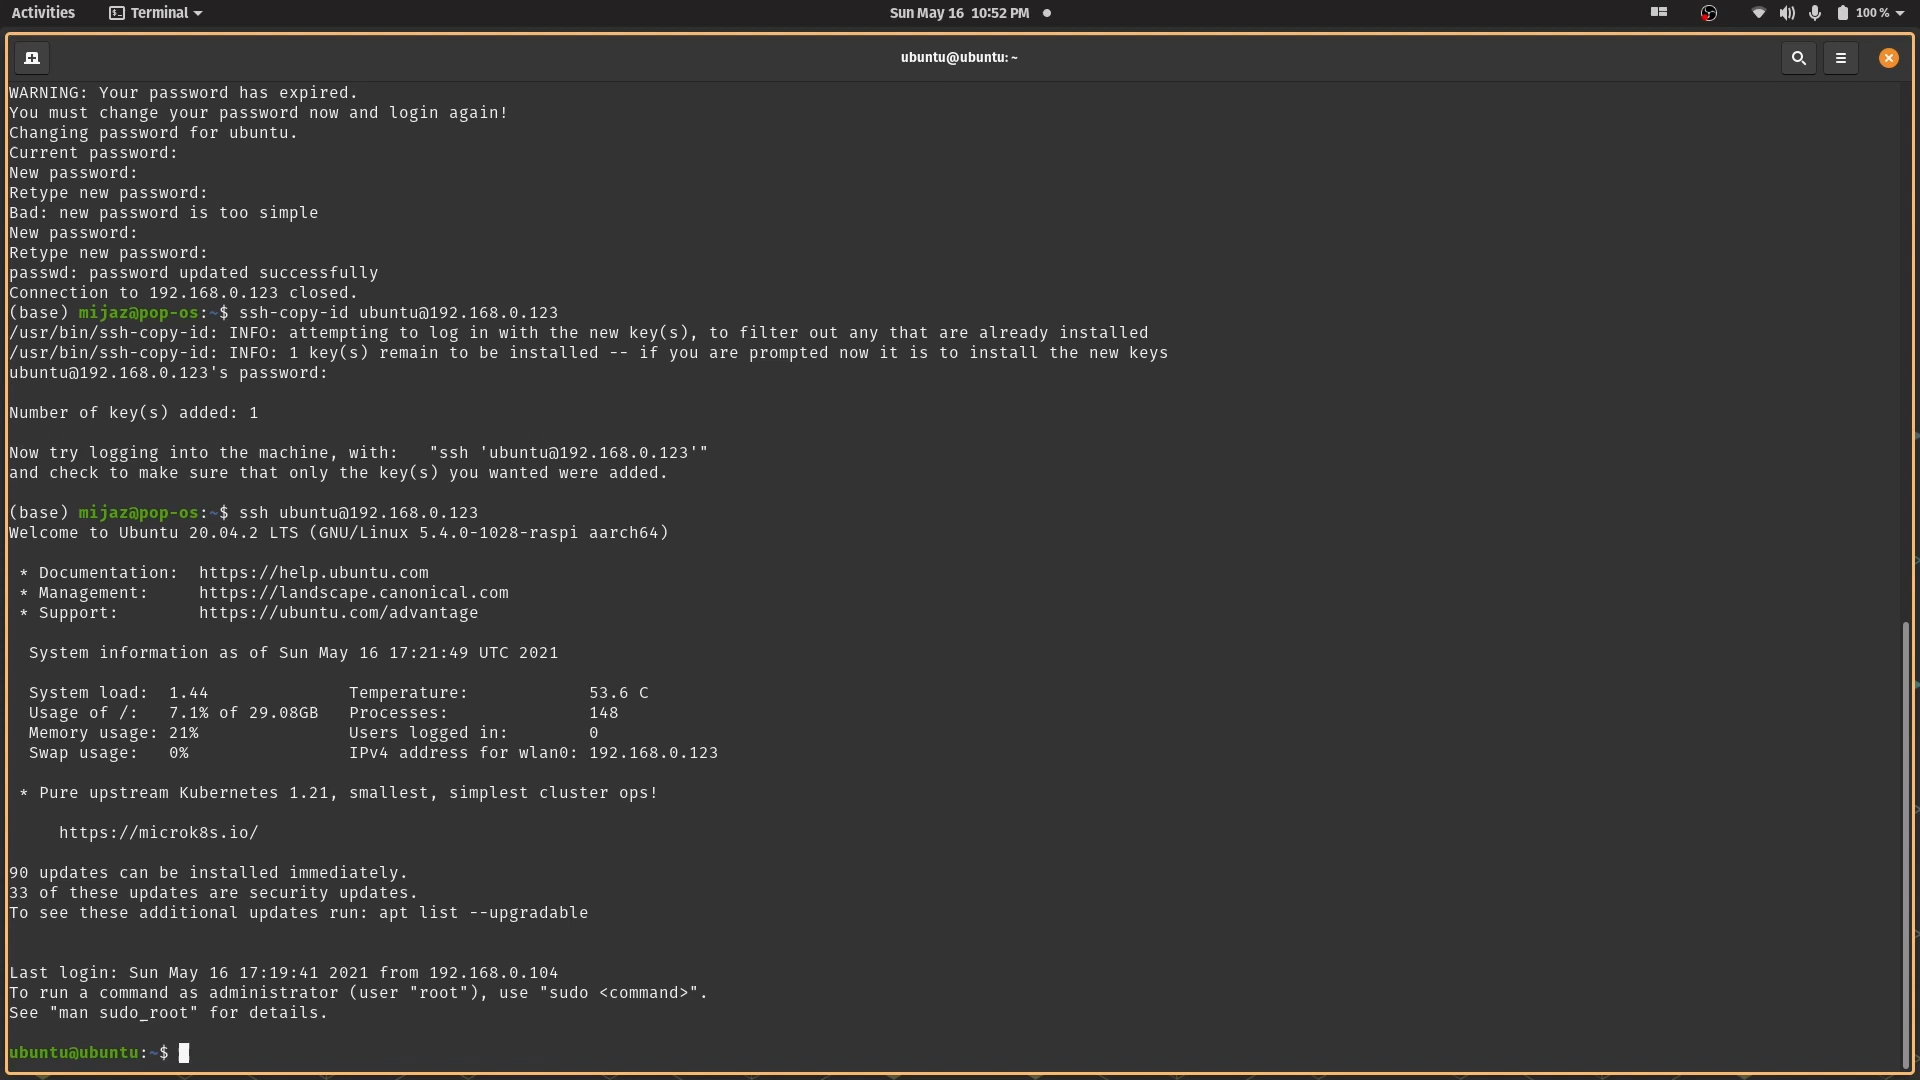 Activities Terminal Sun May 16 10:52 PM 100 %
ubuntu@ubuntu: ~
WARNING: Your password has expired.
You must change your password now and login again!
Changing password for ubuntu.
Current password:
New password:
Retype new password:
Bad: new password is too simple
New password:
Retype new password:
passwd: password updated successfully
Connection to 192.168.0.123 closed.
(base) mijaz@pop-os:~$ ssh-copy-id ubuntu@192.168.0.123
/usr/bin/ssh-copy-id: INFO: attempting to log in with the new key(s), to filter out any that are already installed
/usr/bin/ssh-copy-id: INFO: 1 key(s) remain to be installed -- if you are prompted now it is to install the new keys
ubuntu@192.168.0.123's password:
Number of key(s) added: 1
Now try logging into the machine, with:   "ssh 'ubuntu@192.168.0.123'"
and check to make sure that only the key(s) you wanted were added.
(base) mijaz@pop-os:~$ ssh ubuntu@192.168.0.123
Welcome to Ubuntu 20.04.2 LTS (GNU/Linux 5.4.0-1028-raspi aarch64)
* Documentation:  https://help.ubuntu.com
* Management:     https://landscape.canonical.com
* Support:        https://ubuntu.com/advantage
System information as of Sun May 16 17:21:49 UTC 2021
System load:  1.44              Temperature:            53.6 C
Usage of /:   7.1% of 29.08GB   Processes:              148
Memory usage: 21%               Users logged in:        0
Swap usage:   0%                IPv4 address for wlan0: 192.168.0.123
* Pure upstream Kubernetes 1.21, smallest, simplest cluster ops!
https://microk8s.io/
90 updates can be installed immediately.
33 of these updates are security updates.
To see these additional updates run: apt list --upgradable
Last login: Sun May 16 17:19:41 2021 from 192.168.0.104
To run a command as administrator (user "root"), use "sudo <command>".
See "man sudo_root" for details.
ubuntu@ubuntu:~$